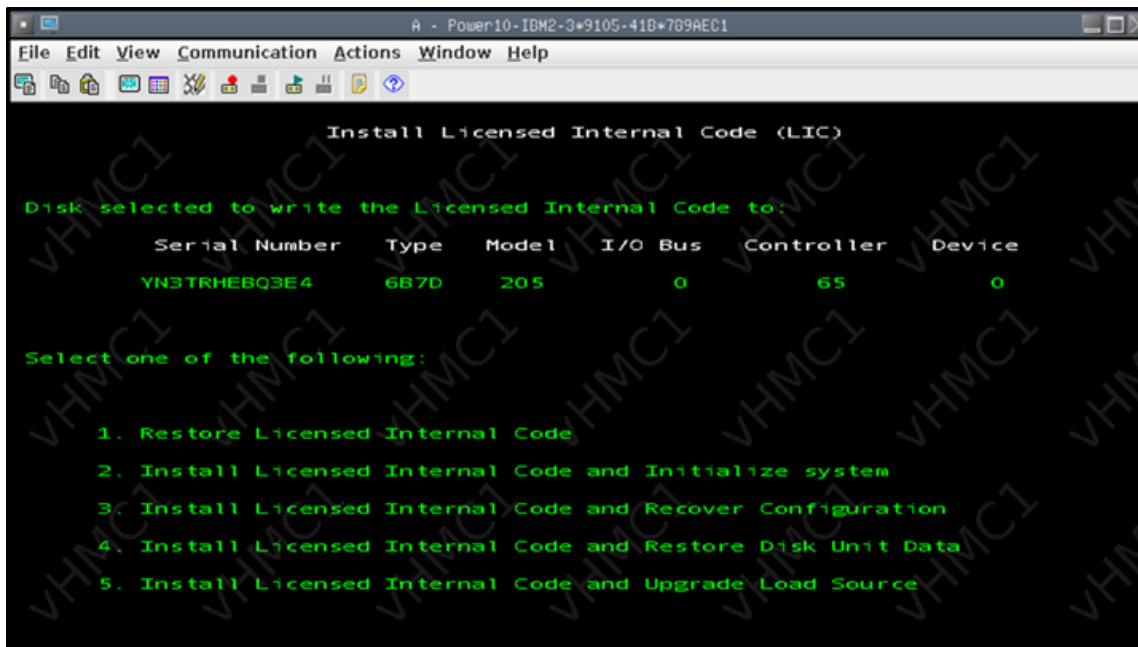 A - Power10-IBM2-3*9105-41B*789AEC1
File Edit View Communication Actions Window Help
Install Licensed Internal Code (LIC)
Disk selected to write the Licensed Internal Code to:
Serial Number Type Model I/O Bus Controller Device
YN3TRHEBQ3E4 6B7D 205 0 65 0
Select one of the following:
1. Restore Licensed Internal Code
2. Install Licensed Internal Code and Initialize system
3. Install Licensed Internal Code and Recover Configuration
4. Install Licensed Internal Code and Restore Disk Unit Data
5. Install Licensed Internal Code and Upgrade Load Source
VHMC1